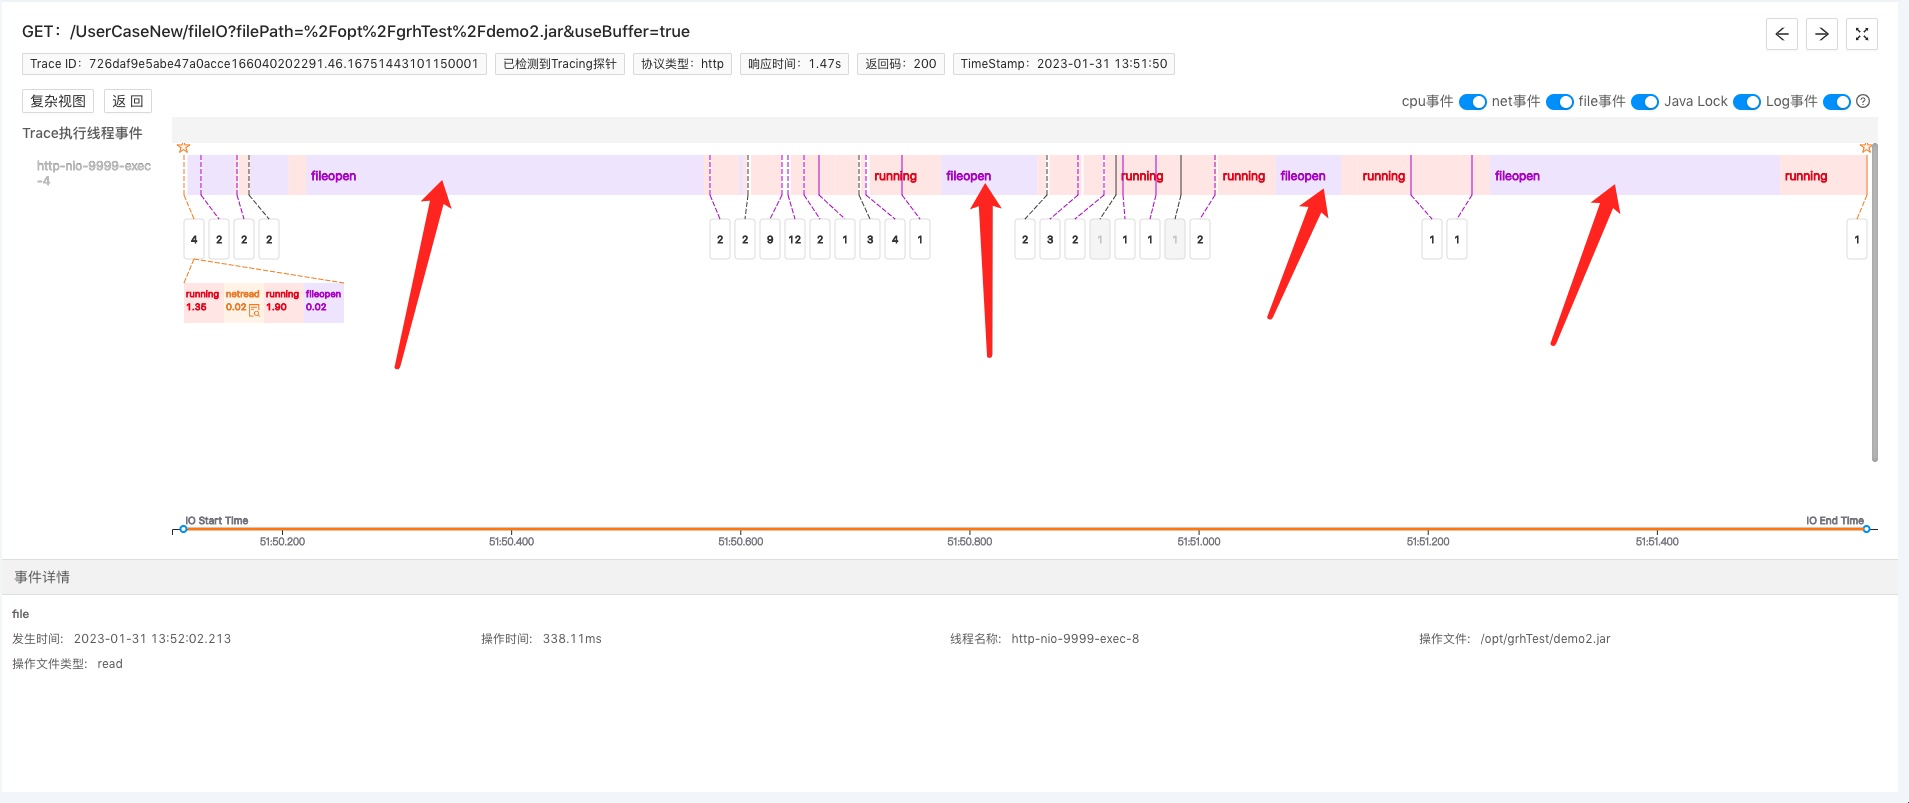 GET：/UserCaseNew/fileIO?filePath=%2Fopt%2FgrhTest%2Fdemo2.jar&useBuffer=true
Trace ID：726daf9e5abe47a0acce166040202291.46.16751443101150001 已检测到Tracing探针 协议类型：http 响应时间：1.47s 返回码：200 TimeStamp：2023-01-31 13:51:50
复杂视图 返 回 cpu事件 net事件 file事件 Java Lock Log事件
Trace执行线程事件
http-nio-9999-exec
-4
fileopen running fileopen running running fileopen running fileopen running
4 2 2 2 2 2 9 12 2 1 3 4 1 2 3 2 1 1 1 1 2 1 1 1
running netread running fileopen
1.35 0.02 1.90 0.02
IO Start Time IO End Time
51:50.200 51:50.400 51:50.600 51:50.800 51:51.000 51:51.200 51:51.400
事件详情
file
发生时间: 2023-01-31 13:52:02.213 操作时间: 338.11ms 线程名称: http-nio-9999-exec-8 操作文件: /opt/grhTest/demo2.jar
操作文件类型: read